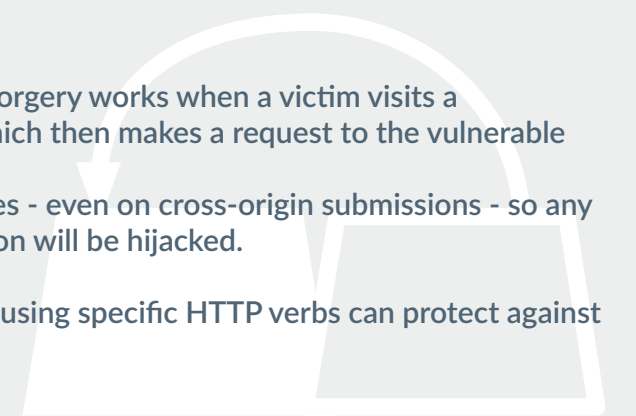 orgery works when a victim visits a
hich then makes a request to the vulnerable
es - even on cross-origin submissions - so any
on will be hijacked.
using specific HTTP verbs can protect against